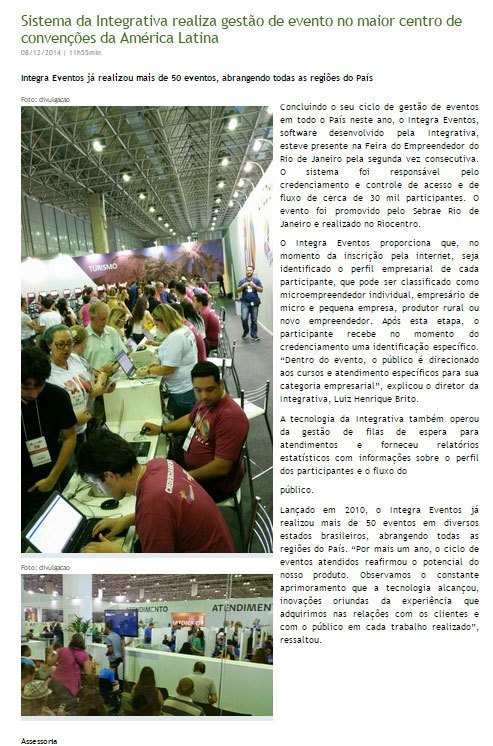 Sistema da Integrativa realiza gestão de evento no maior centro de
convenções da América Latina
08/12/2014 | 11h55min
Integra Eventos já realizou mais de 50 eventos, abrangendo todas as regiões do País
Foto: divulgacao
TURISMO
CREDENCIAMENTO
Concluindo o seu ciclo de gestão de eventos
em todo o País neste ano, o Integra Eventos,
software desenvolvido pela Integrativa,
esteve presente na Feira do Empreendedor do
Rio de Janeiro pela segunda vez consecutiva.
O sistema foi responsável pelo
credenciamento e controle de acesso e de
fluxo de cerca de 30 mil participantes. O
evento foi promovido pelo Sebrae Rio de
Janeiro e realizado no Riocentro.
O Integra Eventos proporciona que, no
momento da inscrição pela internet, seja
identificado o perfil empresarial de cada
participante, que pode ser classificado como
microempreendedor individual, empresário de
micro e pequena empresa, produtor rural ou
novo empreendedor. Após esta etapa, o
participante recebe no momento do
credenciamento uma identificação específica.
“Dentro do evento, o público é direcionado
aos cursos e atendimento específicos para sua
categoria empresarial”, explicou o diretor da
Integrativa, Luiz Henrique Brito.
A tecnologia da Integrativa também operou
da gestão de filas de espera para
atendimentos e forneceu relatórios
estatísticos com informações sobre o perfil
dos participantes e o fluxo do
público.
Lançado em 2010, o Integra Eventos já
realizou mais de 50 eventos em diversos
estados brasileiros, abrangendo todas as
regiões do País. “Por mais um ano, o ciclo de
eventos atendidos reafirmou o potencial do
nosso produto. Observamos o constante
aprimoramento que a tecnologia alcançou,
inovações oriundas da experiência que
adquirimos nas relações com os clientes e
com o público em cada trabalho realizado”,
ressaltou.
Foto: divulgacao
ATENDIMENTO
ATENDIMENT
Assessoria